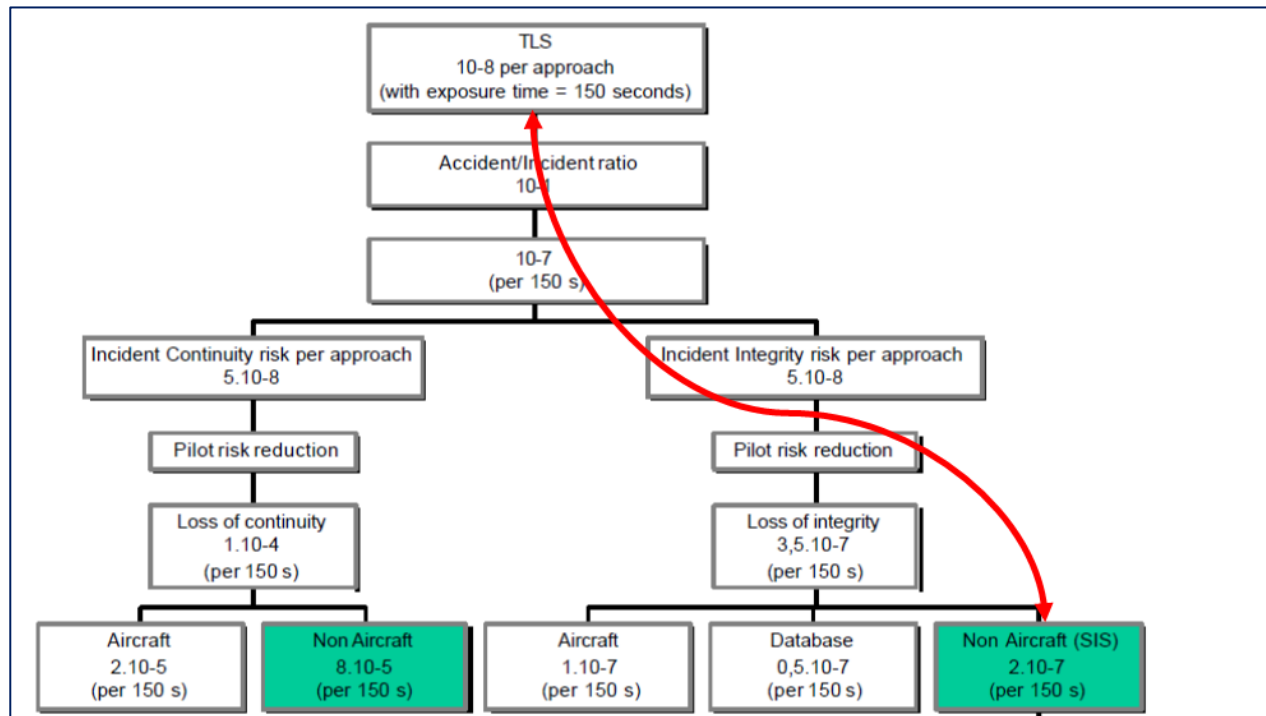 TLS
10-8 per approach
(with exposure time = 150 seconds)
Accident/Incident ratio
10-1
10-7
(per 150 s)
Incident Continuity risk per approach
5.10-8
Incident Integrity risk per approach
5.10-8
Pilot risk reduction
Pilot risk reduction
Loss of continuity
1.10-4
(per 150 s)
Loss of integrity
3,5.10-7
(per 150 s)
Aircraft
2.10-5
(per 150 s)
Non Aircraft
8.10-5
(per 150 s)
Aircraft
1.10-7
(per 150 s)
Database
0,5.10-7
(per 150 s)
Non Aircraft (SIS)
2.10-7
(per 150 s)